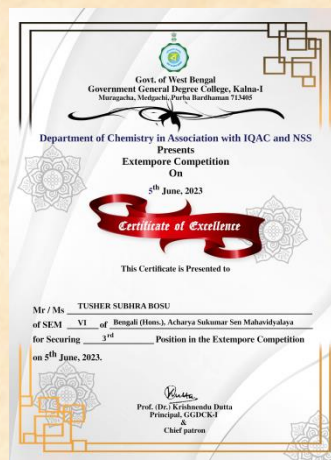 Govt. of West Bengal
Government General Degree College, Kalna-I
Muragacha, Medgachi, Purba Bardhaman 713405
Department of Chemistry in Association with IQAC and NSS
Presents
Extempore Competition
On
5th June, 2023
Certificate of Excellence
This Certificate is Presented to
Mr / Ms TUSHER SUBHRA BOSU
of SEM VI of Bengali (Hons.), Acharya Sukumar Sen Mahavidyalaya
for Securing 3rd Position in the Extempore Competition
on 5th June, 2023.
Prof. (Dr.) Krishnendu Dutta
Principal, GGDCK-I
&
Chief patron